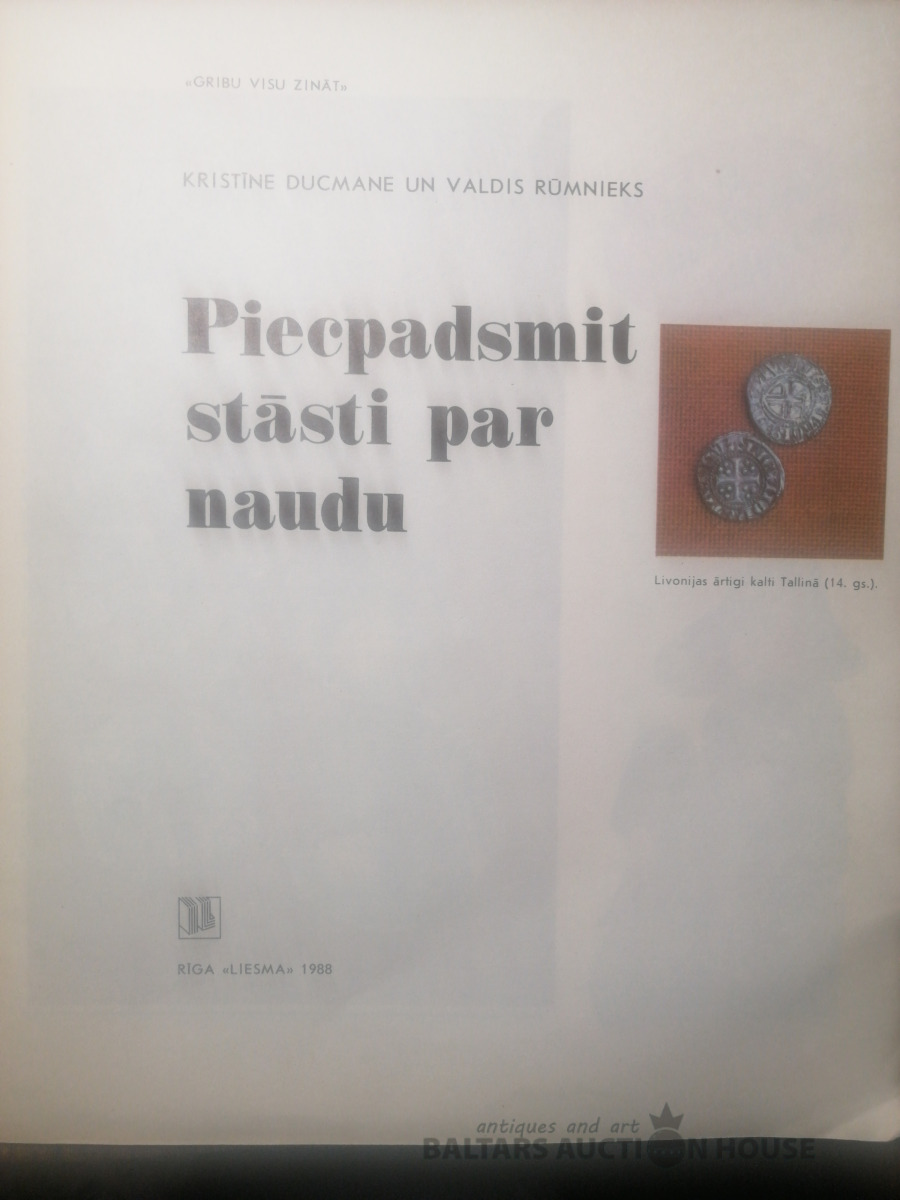 «GRIBU VISU ZINĀT»
KRISTĪNE DUCMANE UN VALDIS RŪMNIEKS
Piecpadsmit
stāsti par
naudu
Livonijas ārtigi kalti Tallinā (14. gs.).
RĪGA «LIESMA» 1988
antiques and art
BALTARS AUCTION HOUSE